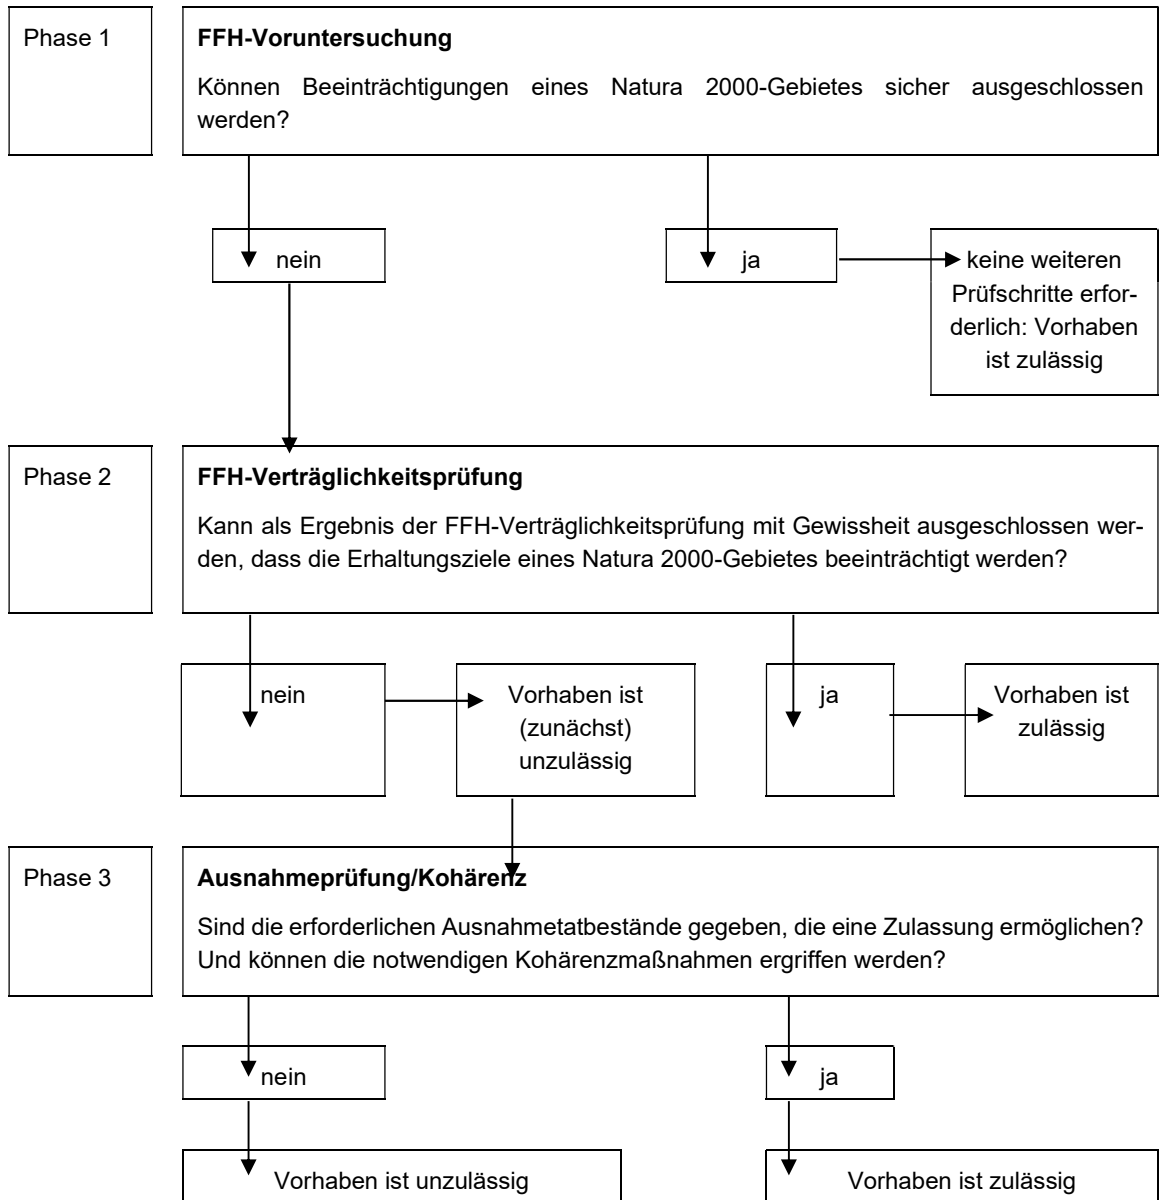 Phase 1
FFH-Voruntersuchung
Können Beeinträchtigungen eines Natura 2000-Gebietes sicher ausgeschlossen
werden?
nein
ja
keine weiteren
Prüfschritte erfor-
derlich: Vorhaben
ist zulässig
Phase 2
FFH-Verträglichkeitsprüfung
Kann als Ergebnis der FFH-Verträglichkeitsprüfung mit Gewissheit ausgeschlossen wer-
den, dass die Erhaltungsziele eines Natura 2000-Gebietes beeinträchtigt werden?
nein
Vorhaben ist
(zunächst)
unzulässig
ja
Vorhaben ist
zulässig
Phase 3
Ausnahmeprüfung/Kohärenz
Sind die erforderlichen Ausnahmetatbestände gegeben, die eine Zulassung ermöglichen?
Und können die notwendigen Kohärenzmaßnahmen ergriffen werden?
nein
ja
Vorhaben ist unzulässig
Vorhaben ist zulässig